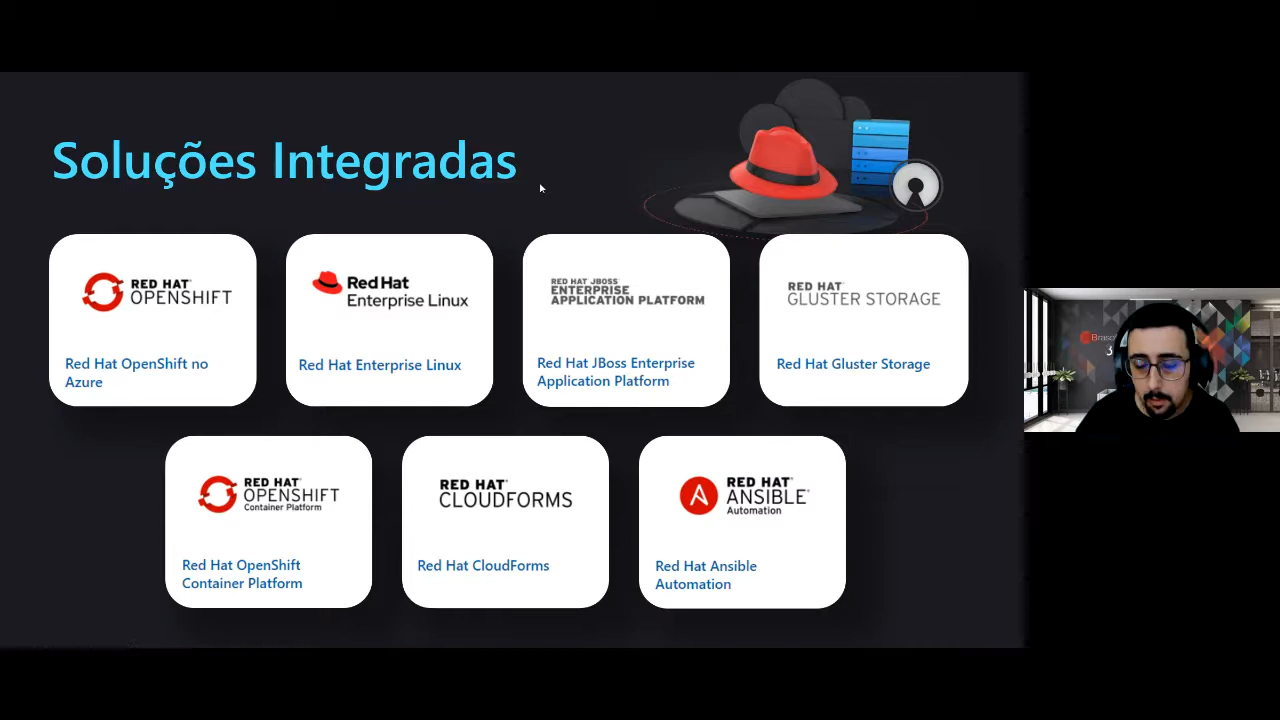 Soluções Integradas
RED HAT
OPENSHIFT
Red Hat OpenShift no
Azure
Red Hat
Enterprise Linux
Red Hat Enterprise Linux
RED HAT JBOSS
ENTERPRISE
APPLICATION PLATFORM
Red Hat JBoss Enterprise
Application Platform
RED HAT
GLUSTER STORAGE
Red Hat Gluster Storage
RED HAT
OPENSHIFT
Container Platform
Red Hat OpenShift
Container Platform
RED HAT
CLOUDFORMS
Red Hat CloudForms
RED HAT
ANSIBLE
Automation
Red Hat Ansible
Automation